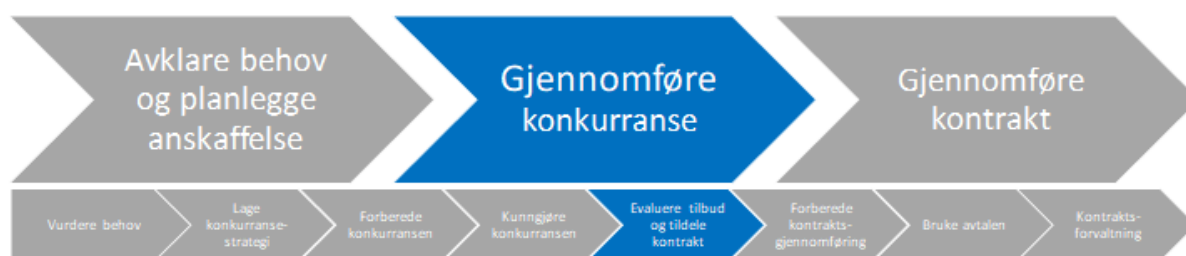 Avklare behov
og planlegge
anskaffelse
Gjennomføre
konkurranse
Gjennomføre
kontrakt
Vurdere behov
Lage
konkurranse-
strategi
Forberede
konkurransen
Kunngjøre
konkurransen
Evaluere tilbud
og tildele
kontrakt
Forberede
kontrakts-
gjennomføring
Bruke avtalen
Kontrakts-
forvaltning